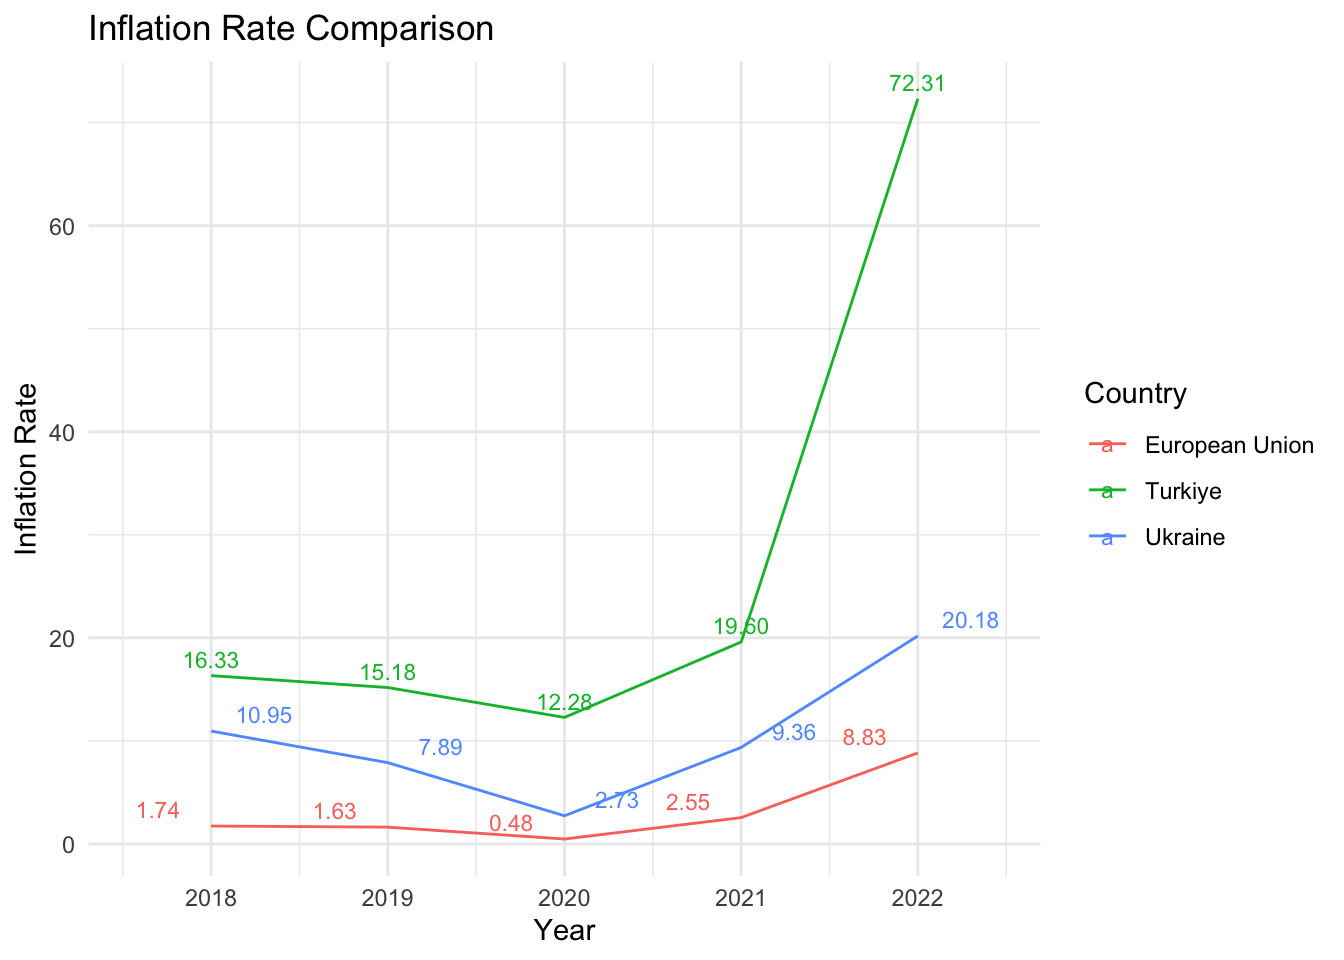 Inflation Rate Comparison
72.31
60
40
20
0
Inflation Rate
16.33
15.18
12.28
19.60
20.18
10.95
7.89
2.73
9.36
8.83
1.74
1.63
0.48
2.55
2018 2019 2020 2021 2022
Year
Country
a European Union
a Turkiye
a Ukraine